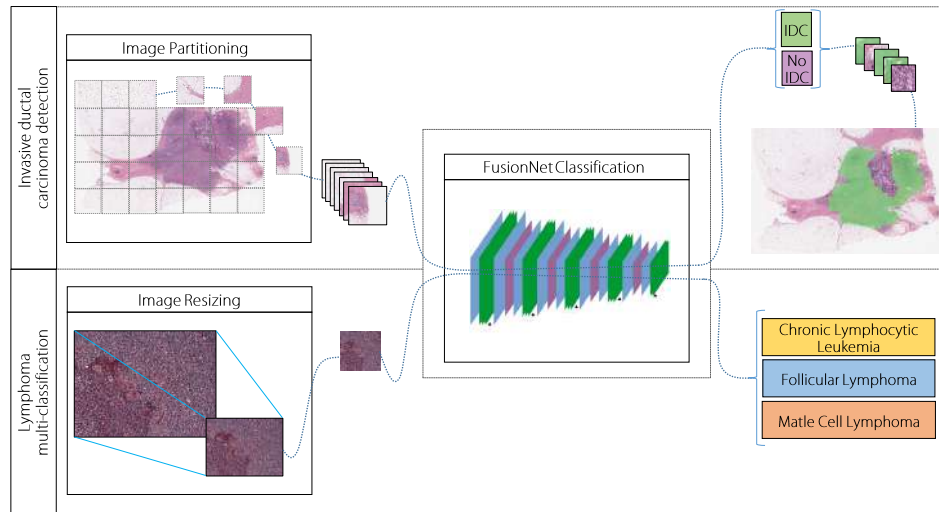 Invasive ductal
carcinoma detection
Image Partitioning
FusionNet Classification
IDC
No
IDC
Lymphoma
multi-classification
Image Resizing
Chronic Lymphocytic
Leukemia
Follicular Lymphoma
Matle Cell Lymphoma